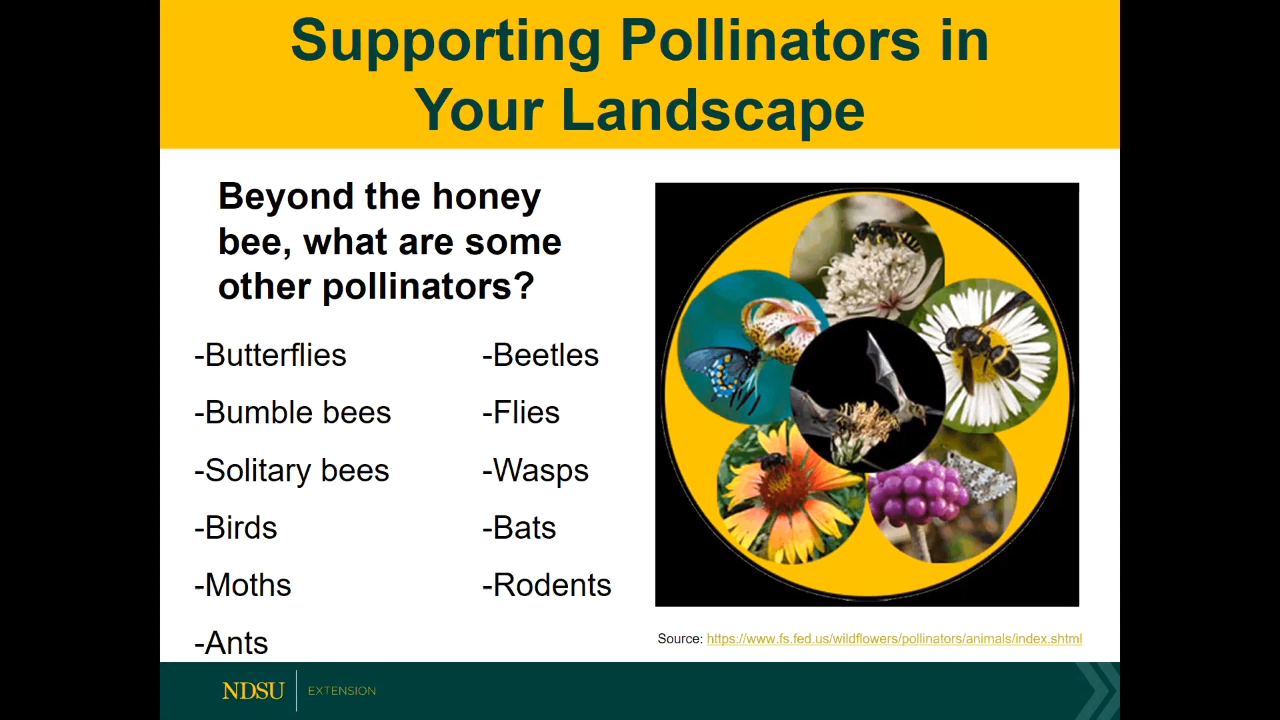 Supporting Pollinators in
Your Landscape
Beyond the honey
bee, what are some
other pollinators?
-Butterflies
-Bumble bees
-Solitary bees
-Birds
-Moths
-Ants
-Beetles
-Flies
-Wasps
-Bats
-Rodents
Source: https://www.fs.fed.us/wildflowers/pollinators/animals/index.shtml
NDSU EXTENSION